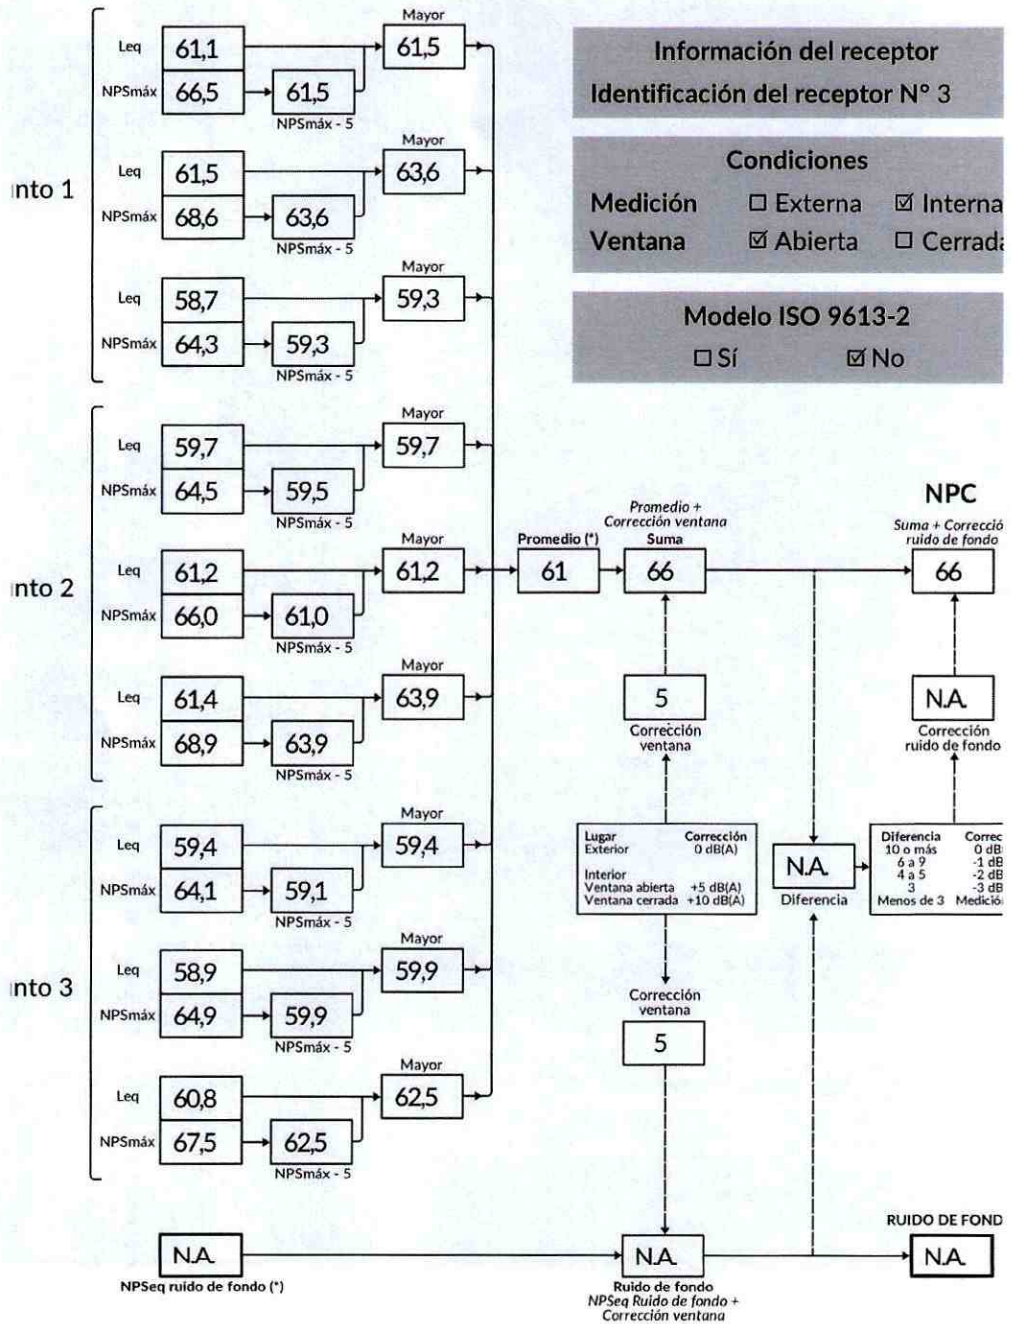 Información del receptor
Identificación del receptor N° 3
Condiciones
Medición ☐ Externa ☑ Interna
Ventana ☑ Abierta ☐ Cerrada
Modelo ISO 9613-2
☐ Sí ☑ No
nto 1
Mayor
Leq 61,1 61,5
NPSmáx 66,5 61,5
NPSmáx - 5
Mayor
Leq 61,5 63,6
NPSmáx 68,6 63,6
NPSmáx - 5
Mayor
Leq 58,7 59,3
NPSmáx 64,3 59,3
NPSmáx - 5
nto 2
Mayor
Leq 59,7 59,7
NPSmáx 64,5 59,5
NPSmáx - 5
Mayor
Leq 61,2 61,2
NPSmáx 66,0 61,0
NPSmáx - 5
Mayor
Leq 61,4 63,9
NPSmáx 68,9 63,9
NPSmáx - 5
nto 3
Mayor
Leq 59,4 59,4
NPSmáx 64,1 59,1
NPSmáx - 5
Mayor
Leq 58,9 59,9
NPSmáx 64,9 59,9
NPSmáx - 5
Mayor
Leq 60,8 62,5
NPSmáx 67,5 62,5
NPSmáx - 5
Promedio (*)
61
Promedio +
Corrección ventana
Suma
66
5
Corrección
ventana
NPC
Suma + Correcció
ruido de fondo
66
N.A.
Corrección
ruido de fondo
Lugar Corrección
Exterior 0 dB(A)
Interior
Ventana abierta +5 dB(A)
Ventana cerrada +10 dB(A)
N.A.
Diferencia
Diferencia Correc
10 o más 0 dB
6 a 9 -1 dB
4 a 5 -2 dB
3 -3 dB
Menos de 3 Medición
Corrección
ventana
5
N.A.
NPSeq ruido de fondo (*)
N.A.
Ruido de fondo
NPSeq Ruido de fondo +
Corrección ventana
RUIDO DE FOND
N.A.